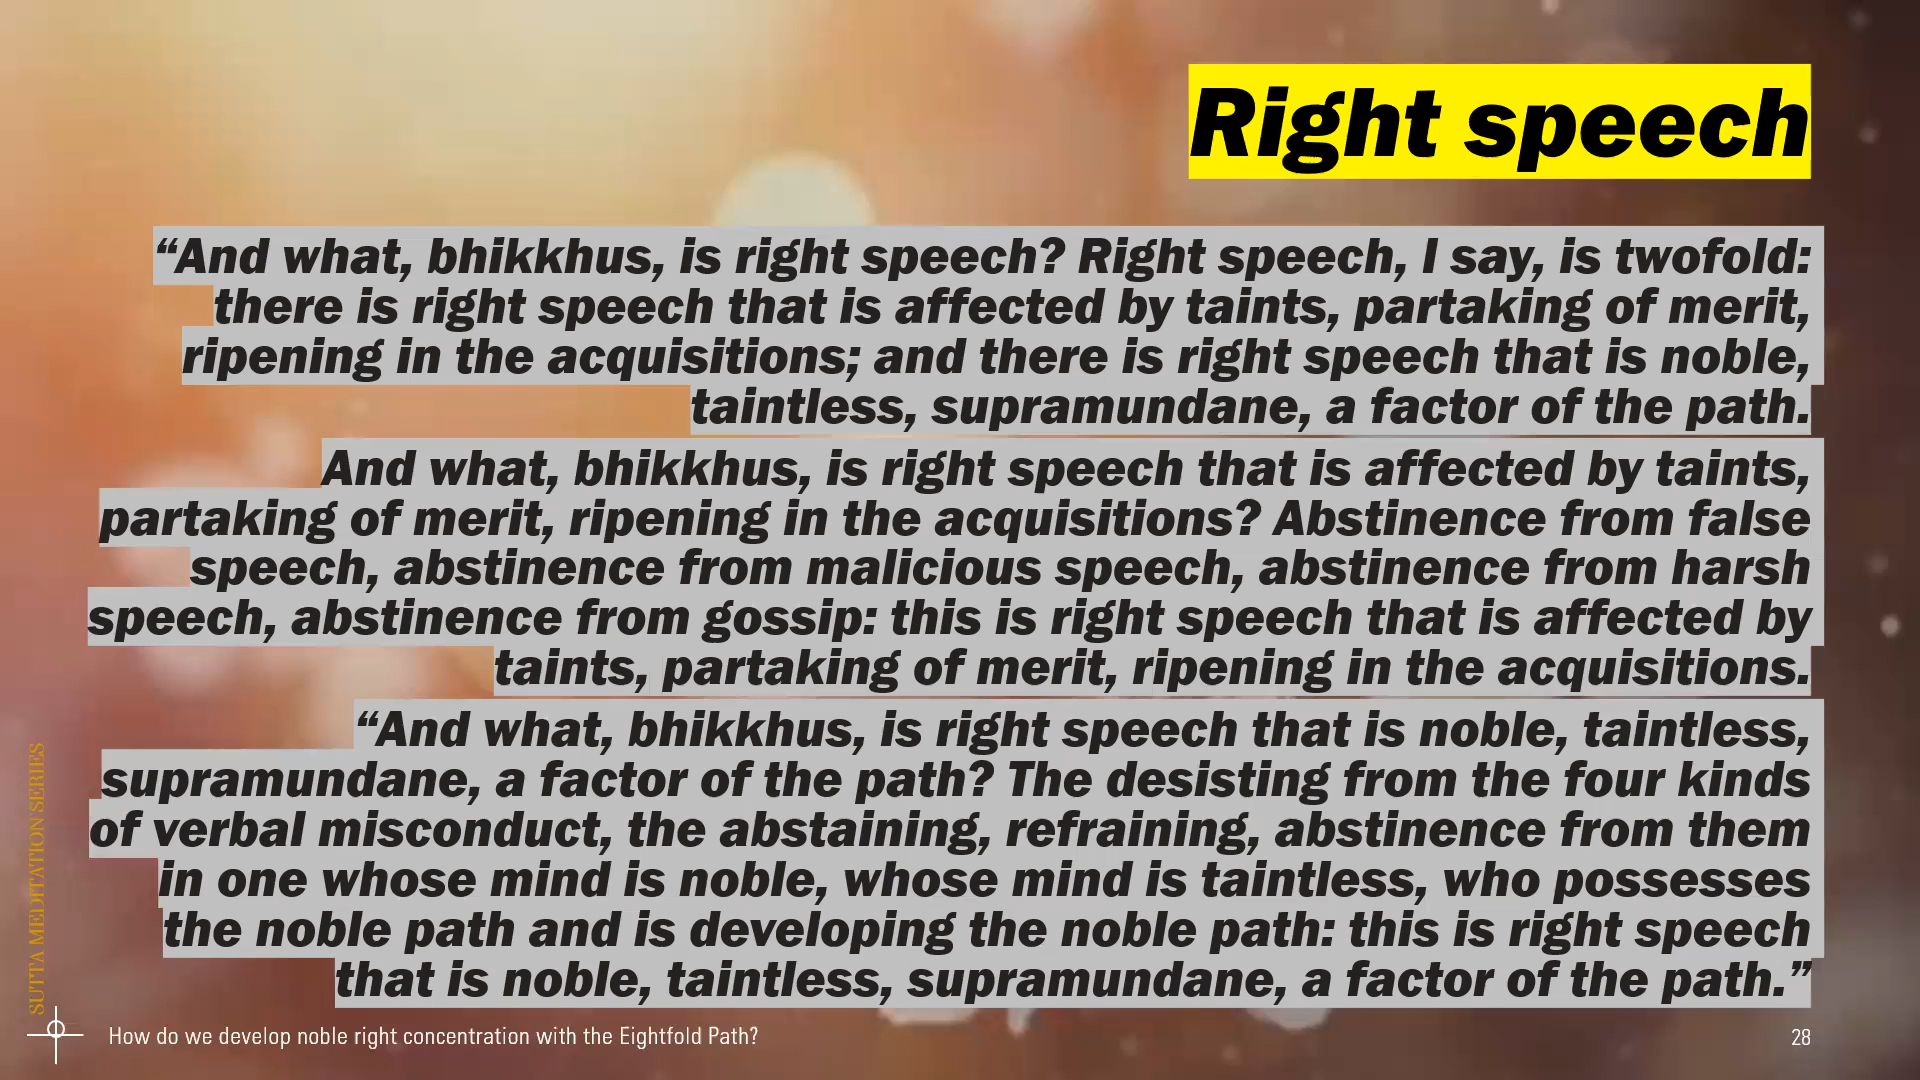 Right speech
“And what, bhikkhus, is right speech? Right speech, I say, is twofold:
there is right speech that is affected by taints, partaking of merit,
ripening in the acquisitions; and there is right speech that is noble,
taintless, supramundane, a factor of the path.
And what, bhikkhus, is right speech that is affected by taints,
partaking of merit, ripening in the acquisitions? Abstinence from false
speech, abstinence from malicious speech, abstinence from harsh
speech, abstinence from gossip: this is right speech that is affected by
taints, partaking of merit, ripening in the acquisitions.
“And what, bhikkhus, is right speech that is noble, taintless,
supramundane, a factor of the path? The desisting from the four kinds
of verbal misconduct, the abstaining, refraining, abstinence from them
in one whose mind is noble, whose mind is taintless, who possesses
the noble path and is developing the noble path: this is right speech
that is noble, taintless, supramundane, a factor of the path.”
SUTTA MEDITATION SERIES
How do we develop noble right concentration with the Eightfold Path?
28